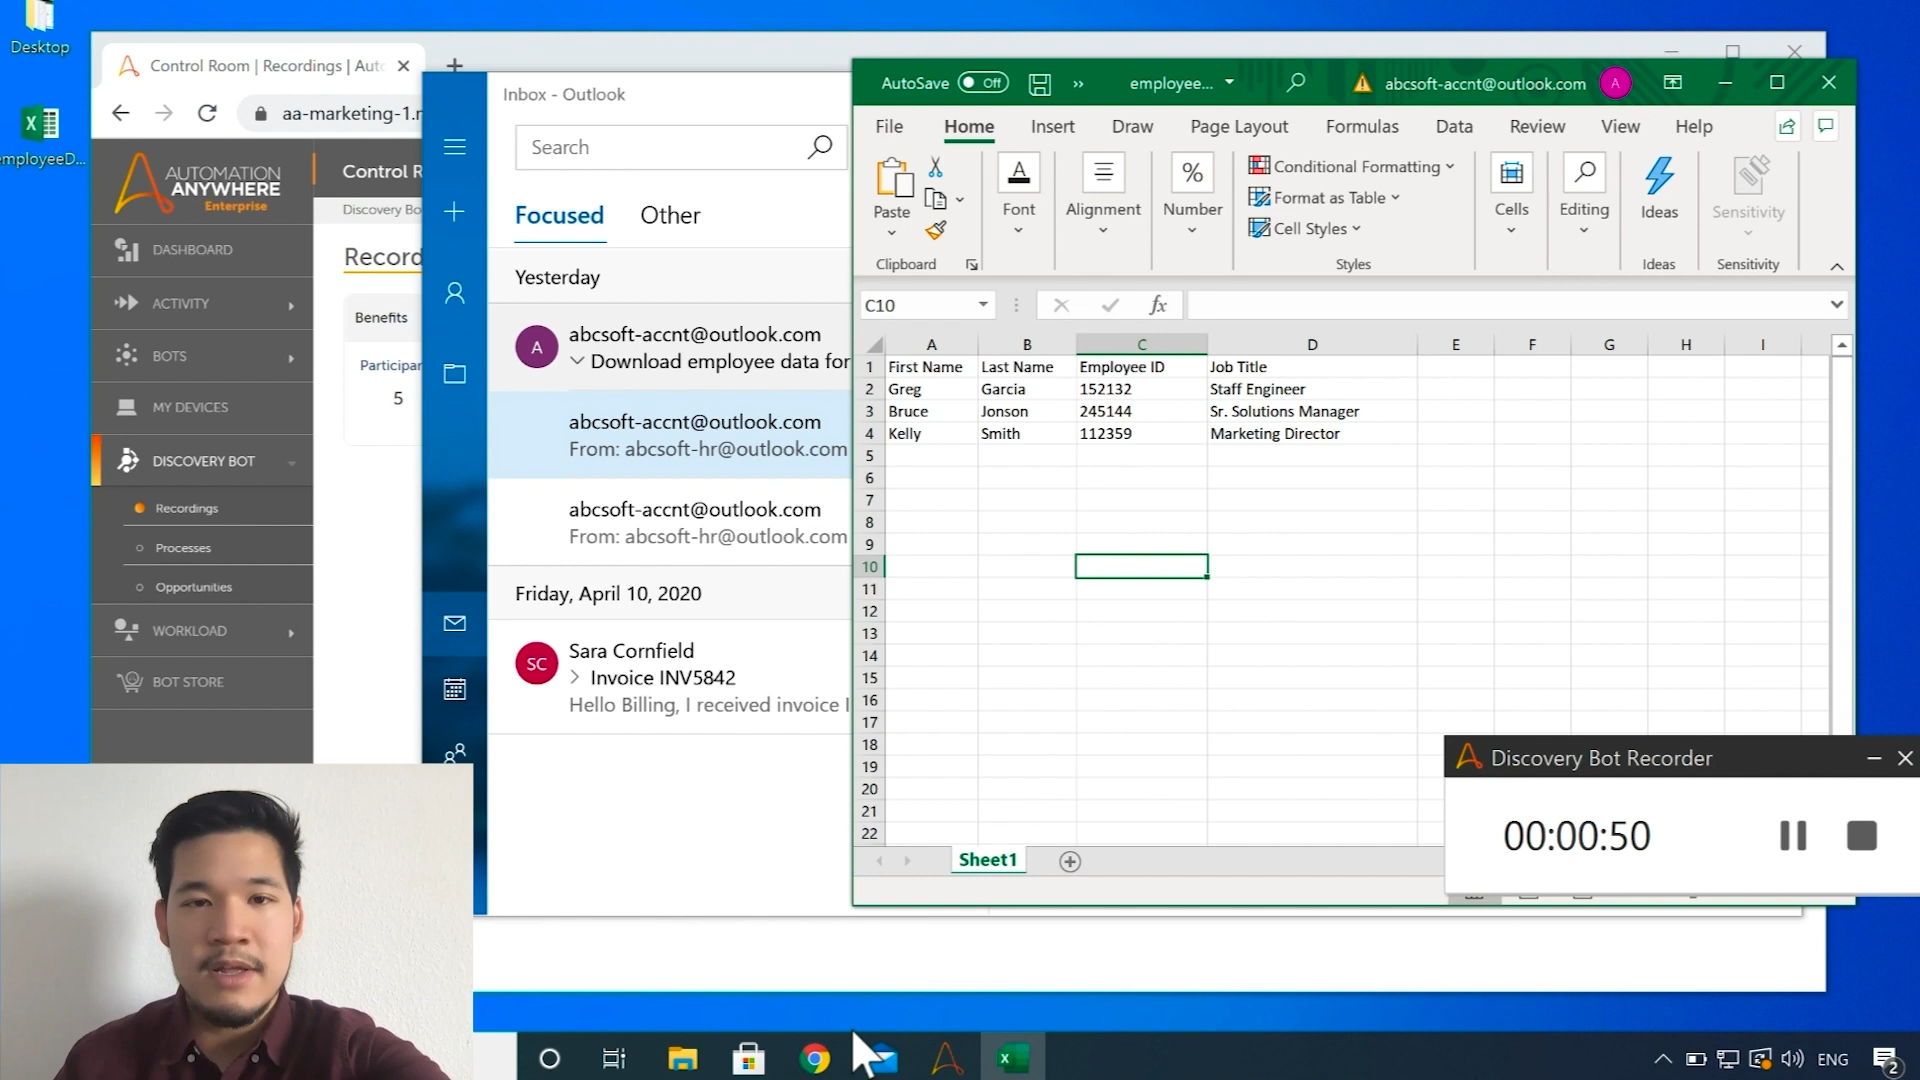 Desktop
employeeD...
Control Room | Recordings | Auto
aa-marketing-1.r
AUTOMATION
ANYWHERE
Enterprise
DASHBOARD
ACTIVITY
BOTS
MY DEVICES
DISCOVERY BOT
Recordings
Processes
Opportunities
WORKLOAD
BOT STORE
Control R
Discovery Bo
Record
Benefits
Participan
5
Inbox - Outlook
Search
Focused Other
Yesterday
A
abcsoft-accnt@outlook.com
Download employee data for
abcsoft-accnt@outlook.com
From: abcsoft-hr@outlook.com
abcsoft-accnt@outlook.com
From: abcsoft-hr@outlook.com
Friday, April 10, 2020
SC
Sara Cornfield
Invoice INV5842
Hello Billing, I received invoice I
AutoSave Off » employee... abcsoft-accnt@outlook.com A
File Home Insert Draw Page Layout Formulas Data Review View Help
Paste
Clipboard
A
Font
Alignment
%
Number
Conditional Formatting
Format as Table
Cell Styles
Styles
Cells
Editing
Ideas
Ideas
Sensitivity
Sensitivity
C10 fx
A B C D E F G H I
1 First Name Last Name Employee ID Job Title
2 Greg Garcia 152132 Staff Engineer
3 Bruce Jonson 245144 Sr. Solutions Manager
4 Kelly Smith 112359 Marketing Director
5
6
7
8
9
10
11
12
13
14
15
16
17
18
19
20
21
22
Sheet1
Discovery Bot Recorder
00:00:50
ENG
2